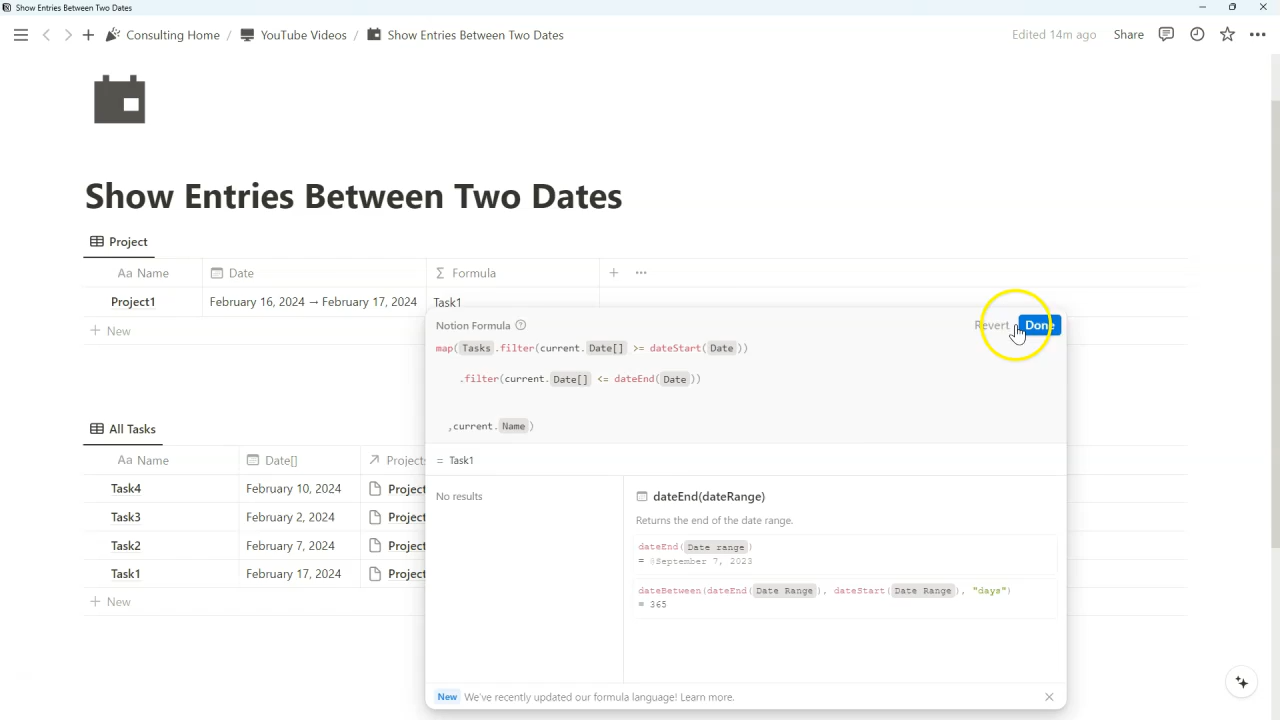 Show Entries Between Two Dates
Consulting Home / YouTube Videos / Show Entries Between Two Dates
Edited 14m ago Share
Show Entries Between Two Dates
Project
Aa Name Date Σ Formula + ...
Project1 February 16, 2024 → February 17, 2024 Task1
+ New
Notion Formula ? Revert Done
map( Tasks .filter(current. Date[] >= dateStart( Date ))
.filter(current. Date[] <= dateEnd( Date ))
,current. Name )
= Task1
All Tasks
Aa Name Date[] Project
Task4 February 10, 2024 Project
Task3 February 2, 2024 Project
Task2 February 7, 2024 Project
Task1 February 17, 2024 Project
+ New
No results
dateEnd(dateRange)
Returns the end of the date range.
dateEnd( Date range )
= @September 7, 2023
dateBetween(dateEnd( Date Range ), dateStart( Date Range ), "days")
= 365
New We've recently updated our formula language! Learn more.